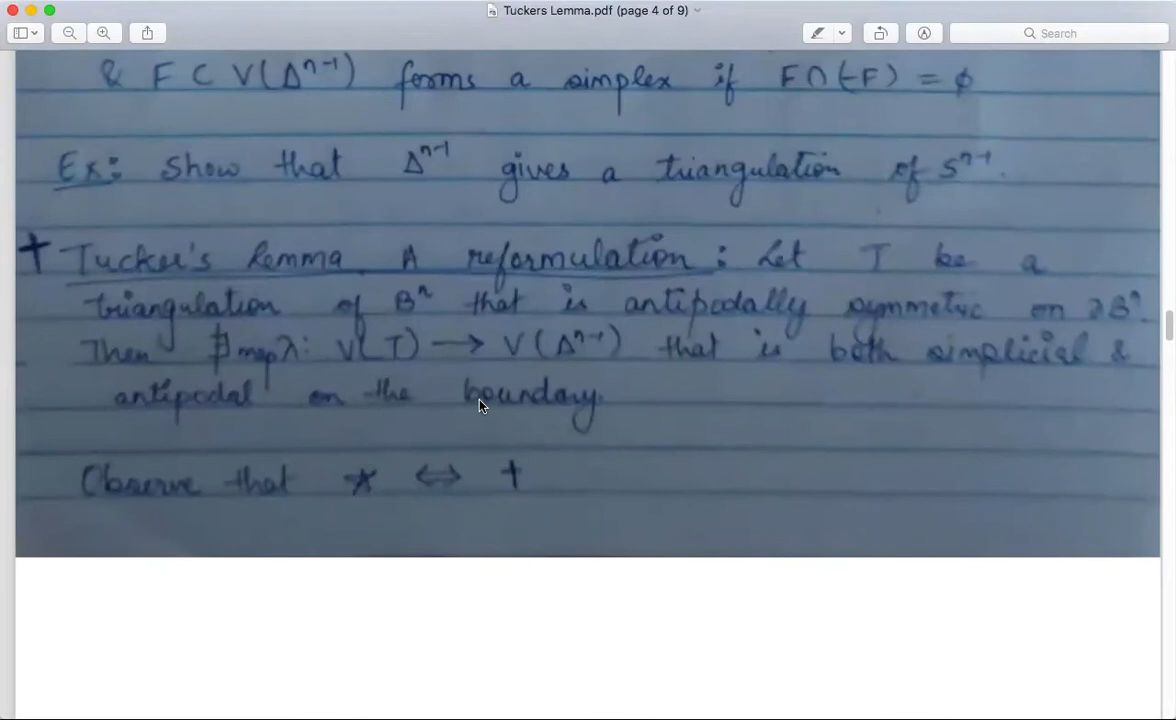 Tuckers Lemma.pdf (page 4 of 9)
Search
& F ⊂ V(Δⁿ⁻¹) forms a simplex if F∩(-F) = ϕ
Ex: Show that Δⁿ⁻¹ gives a triangulation of Sⁿ⁻¹.
† Tucker's Lemma A reformulation : Let T be a
triangulation of Bⁿ that is antipodally symmetric on ∂Bⁿ.
Then ∄ map λ: V(T) → V(Δⁿ⁻¹) that is both simplicial &
antipodal on the boundary.
Observe that ★ ⇔ †